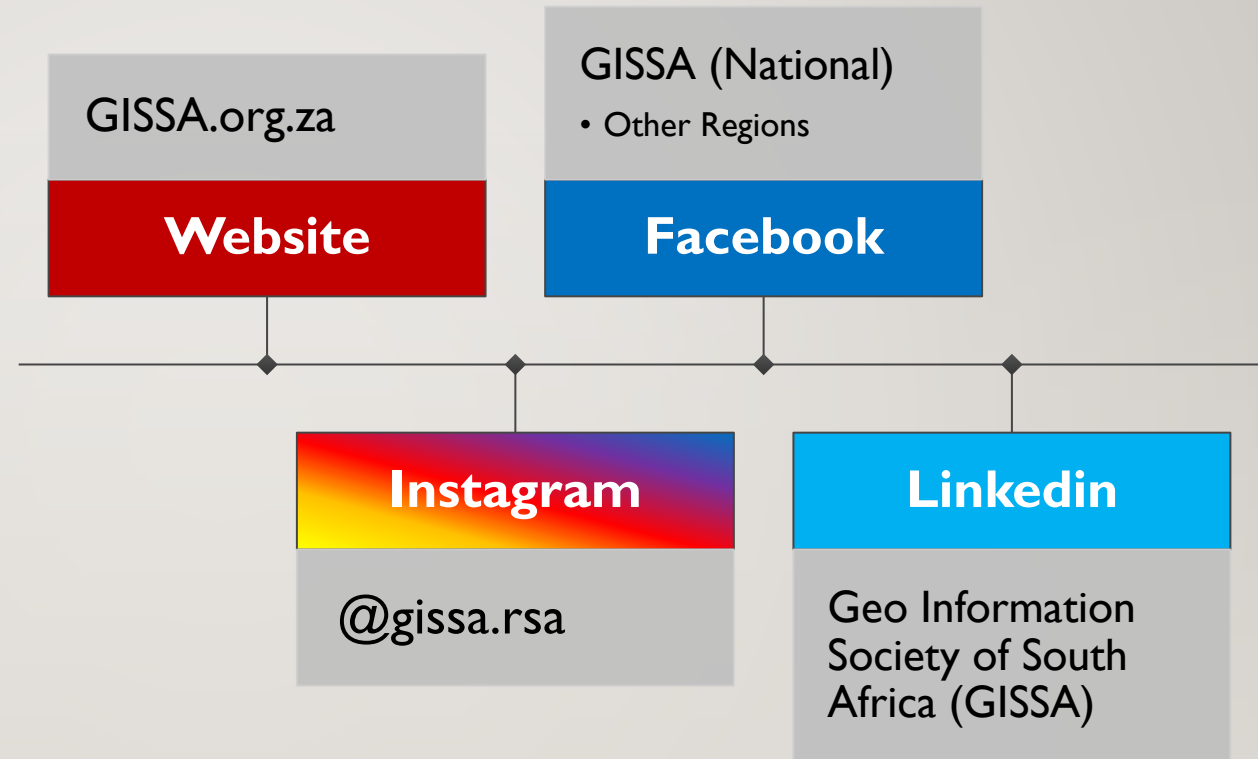 GISSA.org.za
Website
GISSA (National)
• Other Regions
Facebook
Instagram
@gissa.rsa
Linkedin
Geo Information
Society of South
Africa (GISSA)